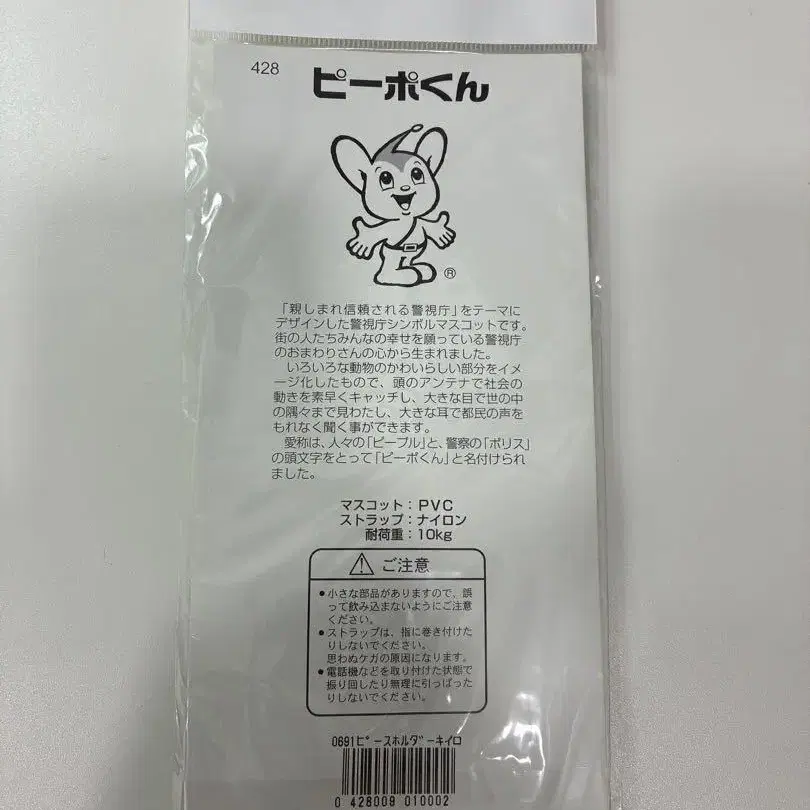 428
ピーポくん
®
「親しまれ信頼される警視庁」をテーマに
デザインした警視庁シンボルマスコットです。
街の人たちみんなの幸せを願っている警視庁
のおまわりさんの心から生まれました。
いろいろな動物のかわいらしい部分をイメ
ージ化したもので、頭のアンテナで社会の
動きを素早くキャッチし、大きな目で世の中
の隅々まで見わたし、大きな耳で都民の声を
もれなく聞く事ができます。
愛称は、人々の「ピープル」と、警察の「ポリス」
の頭文字をとって「ピーポくん」と名付けられ
ました。
マスコット：PVC
ストラップ：ナイロン
耐荷重：10kg
ご注意
●小さな部品がありますので、誤
って飲み込まないようにご注意
ください。
●ストラップは、指に巻き付けた
りしないでください。
思わぬケガの原因になります。
●電話機などを取り付けた状態で
振り回したり無理に引っぱった
りしないでください。
0691ﾋﾟｰｽﾎﾙﾀﾞｰｷｲﾛ
0 428009 010002